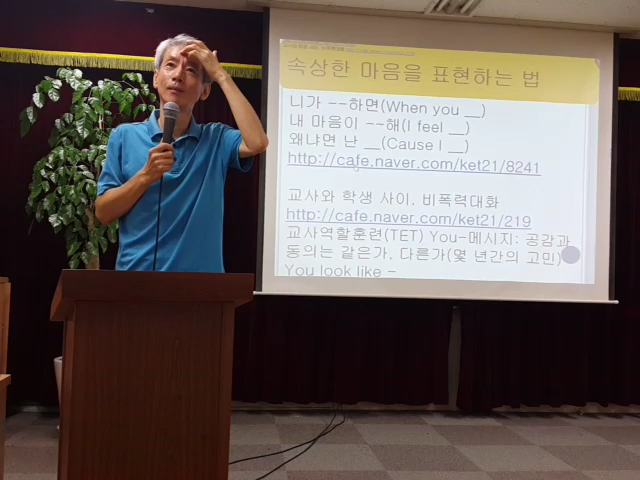 속상한 마음을 표현하는 법
니가 --하면(When you __)
내 마음이 --해(I feel __)
왜냐면 난 __(Cause I __)
http://cafe.naver.com/ket21/8241
교사와 학생 사이. 비폭력대화
http://cafe.naver.com/ket21/219
교사역할훈련(TET) You-메시지: 공감과
동의는 같은가. 다른가(몇 년간의 고민)
You look like -